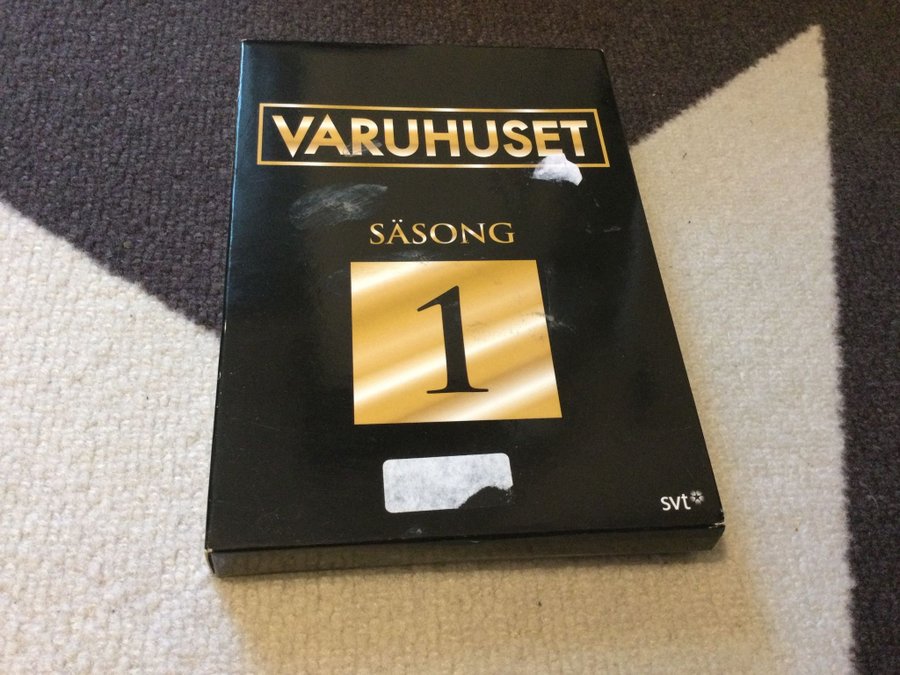 VARUHUSET
SÄSONG
1
svt